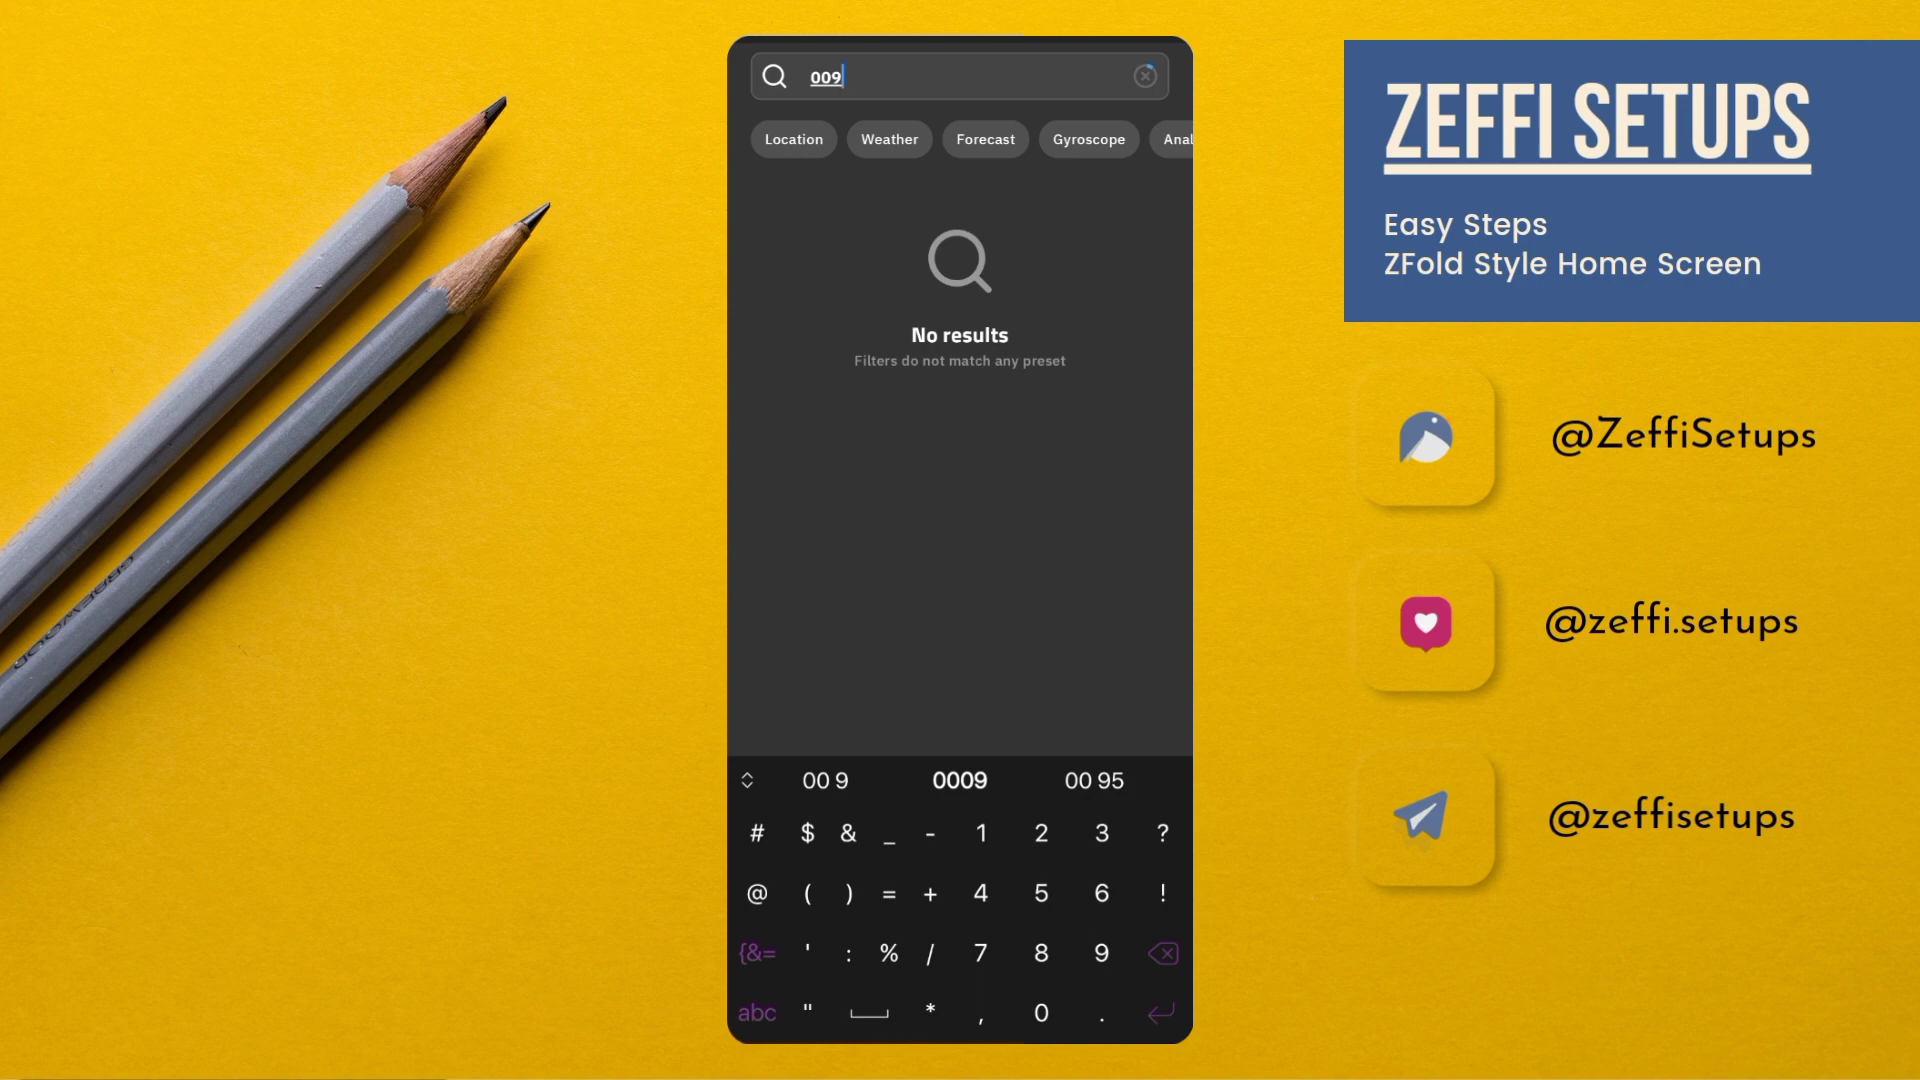 009
Location Weather Forecast Gyroscope Anal
No results
Filters do not match any preset
00 9 0009 00 95
# $ & _ - 1 2 3 ?
@ ( ) = + 4 5 6 !
{&= ' : % / 7 8 9
abc " * , 0 .
ZEFFI SETUPS
Easy Steps
ZFold Style Home Screen
@ZeffiSetups
@zeffi.setups
@zeffisetups